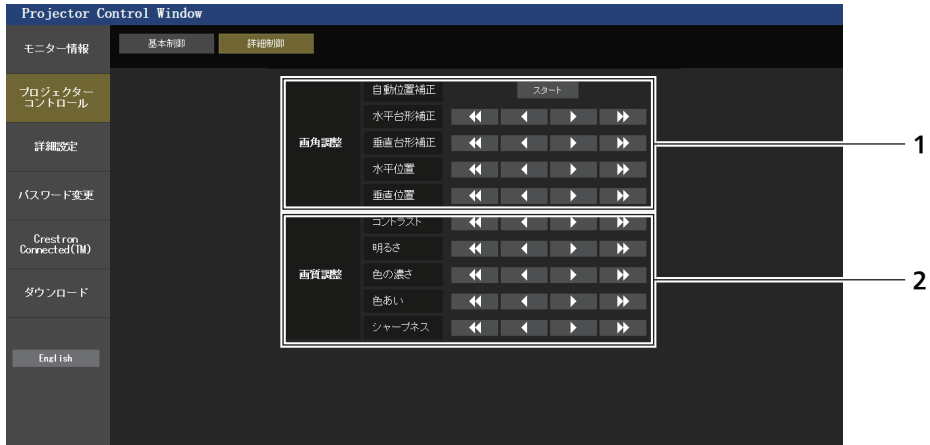 Projector Control Window
モニター情報
基本制御
詳細制御
プロジェクター
コントロール
詳細設定
パスワード変更
Crestron
Connected(TM)
ダウンロード
English
画角調整
自動位置補正
スタート
水平台形補正
垂直台形補正
水平位置
垂直位置
画質調整
コントラスト
明るさ
色の濃さ
色あい
シャープネス
1
2